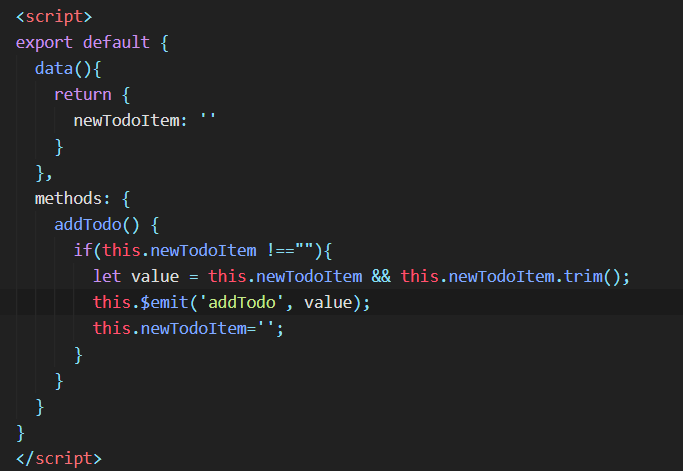 <script>
export default {
  data(){
    return {
      newTodoItem: ''
    }
  },
  methods: {
    addTodo() {
      if(this.newTodoItem !==""){
        let value = this.newTodoItem && this.newTodoItem.trim();
        this.$emit('addTodo', value);
        this.newTodoItem='';
      }
    }
  }
}
</script>